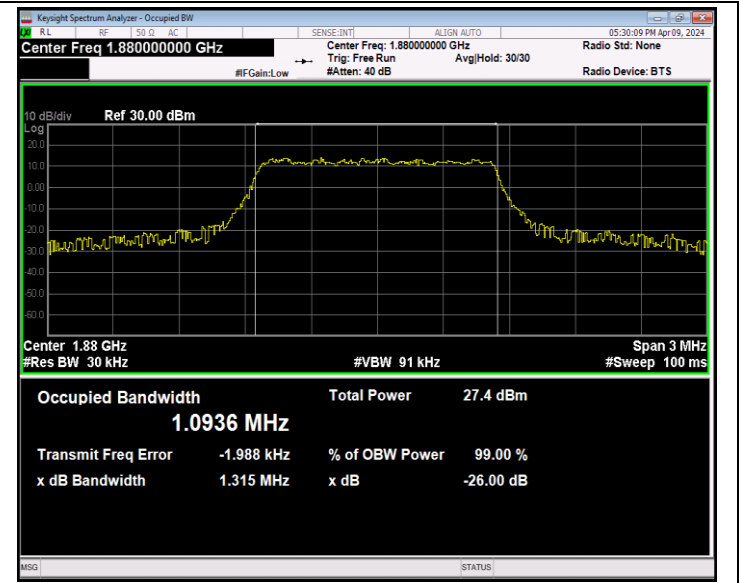 Keysight Spectrum Analyzer - Occupied BW
RL RF 50 Ω AC SENSE:INT ALIGN AUTO 05:30:09 PM Apr 09, 2024
Center Freq 1.880000000 GHz Center Freq: 1.880000000 GHz Radio Std: None
Trig: Free Run Avg|Hold: 30/30
#IFGain:Low #Atten: 40 dB Radio Device: BTS
10 dB/div Ref 30.00 dBm
Log
20.0
10.0
0.00
-10.0
-20.0
-30.0
-40.0
-50.0
-60.0
Center 1.88 GHz Span 3 MHz
#Res BW 30 kHz #VBW 91 kHz #Sweep 100 ms
Occupied Bandwidth Total Power 27.4 dBm
1.0936 MHz
Transmit Freq Error -1.988 kHz % of OBW Power 99.00 %
x dB Bandwidth 1.315 MHz x dB -26.00 dB
MSG STATUS